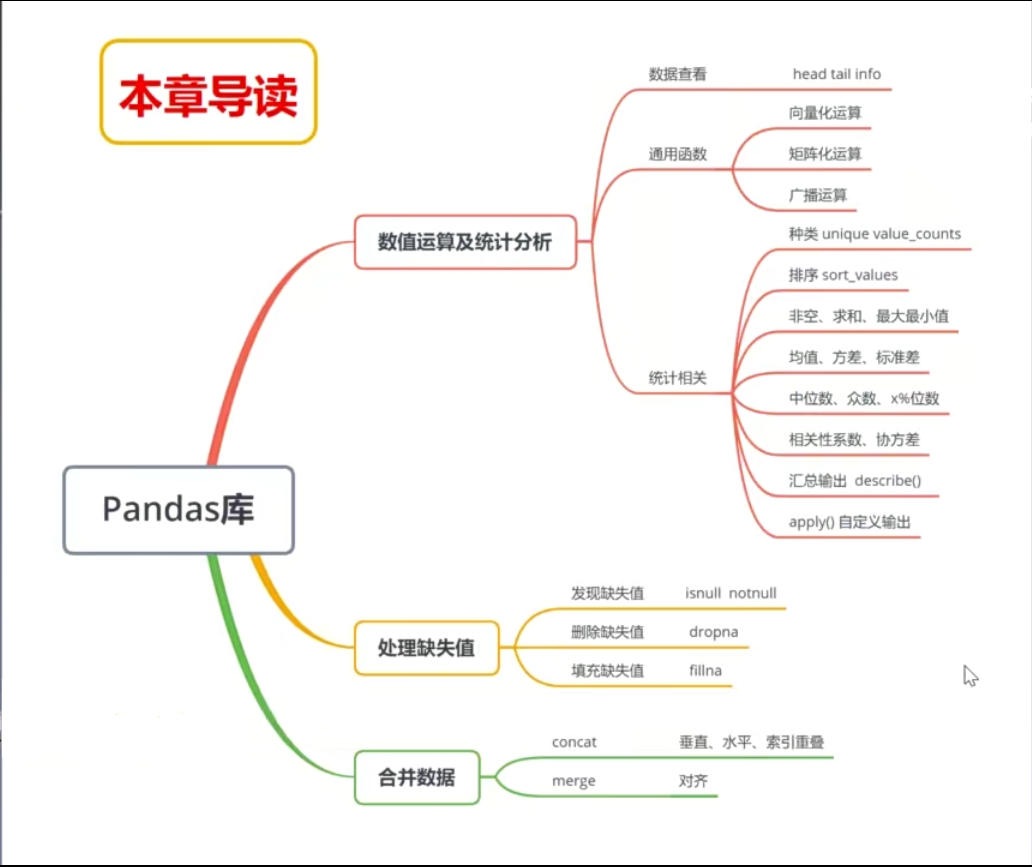 本章导读
Pandas库
数值运算及统计分析
数据查看 head tail info
通用函数
向量化运算
矩阵化运算
广播运算
统计相关
种类 unique value_counts
排序 sort_values
非空、求和、最大最小值
均值、方差、标准差
中位数、众数、x%位数
相关性系数、协方差
汇总输出 describe()
apply() 自定义输出
处理缺失值
发现缺失值 isnull notnull
删除缺失值 dropna
填充缺失值 fillna
合并数据
concat 垂直、水平、索引重叠
merge 对齐